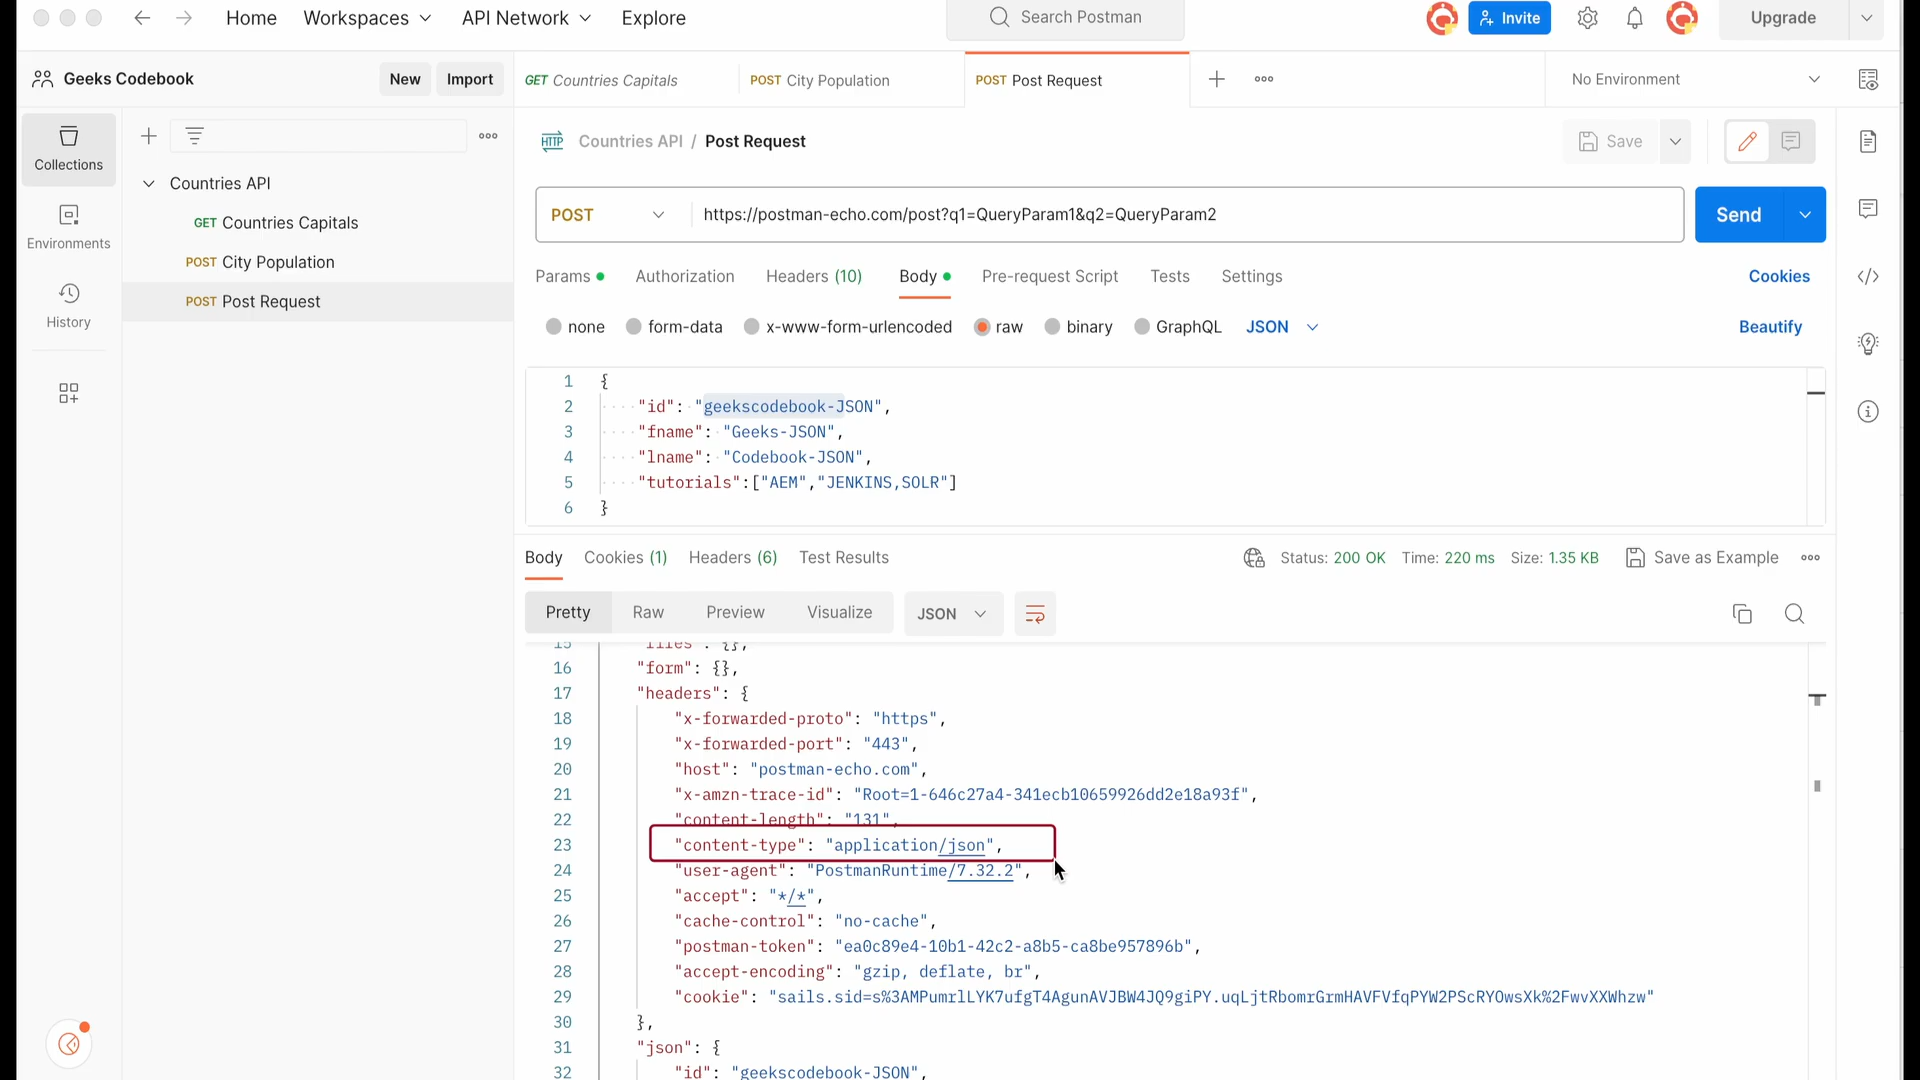 Home Workspaces API Network Explore Search Postman Invite Upgrade
Geeks Codebook New Import GET Countries Capitals POST City Population POST Post Request No Environment
Collections
Environments
History
Countries API
GET Countries Capitals
POST City Population
POST Post Request
HTTP Countries API / Post Request Save
POST https://postman-echo.com/post?q1=QueryParam1&q2=QueryParam2 Send
Params Authorization Headers (10) Body Pre-request Script Tests Settings Cookies
none form-data x-www-form-urlencoded raw binary GraphQL JSON Beautify
1 {
2 "id": "geekscodebook-JSON",
3 "fname": "Geeks-JSON",
4 "lname": "Codebook-JSON",
5 "tutorials":["AEM","JENKINS,SOLR"]
6 }
Body Cookies (1) Headers (6) Test Results Status: 200 OK Time: 220 ms Size: 1.35 KB Save as Example
Pretty Raw Preview Visualize JSON
15 "files": {},
16 "form": {},
17 "headers": {
18 "x-forwarded-proto": "https",
19 "x-forwarded-port": "443",
20 "host": "postman-echo.com",
21 "x-amzn-trace-id": "Root=1-646c27a4-341ecb10659926dd2e18a93f",
22 "content-length": "131",
23 "content-type": "application/json",
24 "user-agent": "PostmanRuntime/7.32.2",
25 "accept": "*/*",
26 "cache-control": "no-cache",
27 "postman-token": "ea0c89e4-10b1-42c2-a8b5-ca8be957896b",
28 "accept-encoding": "gzip, deflate, br",
29 "cookie": "sails.sid=s%3AMPumrlLYK7ufgT4AgunAVJBW4JQ9giPY.uqLjtRbomrGrmHAVFVfqPYW2PScRYOwsXk%2FwvXXWhzw"
30 },
31 "json": {
32 "id": "geekscodebook-JSON",